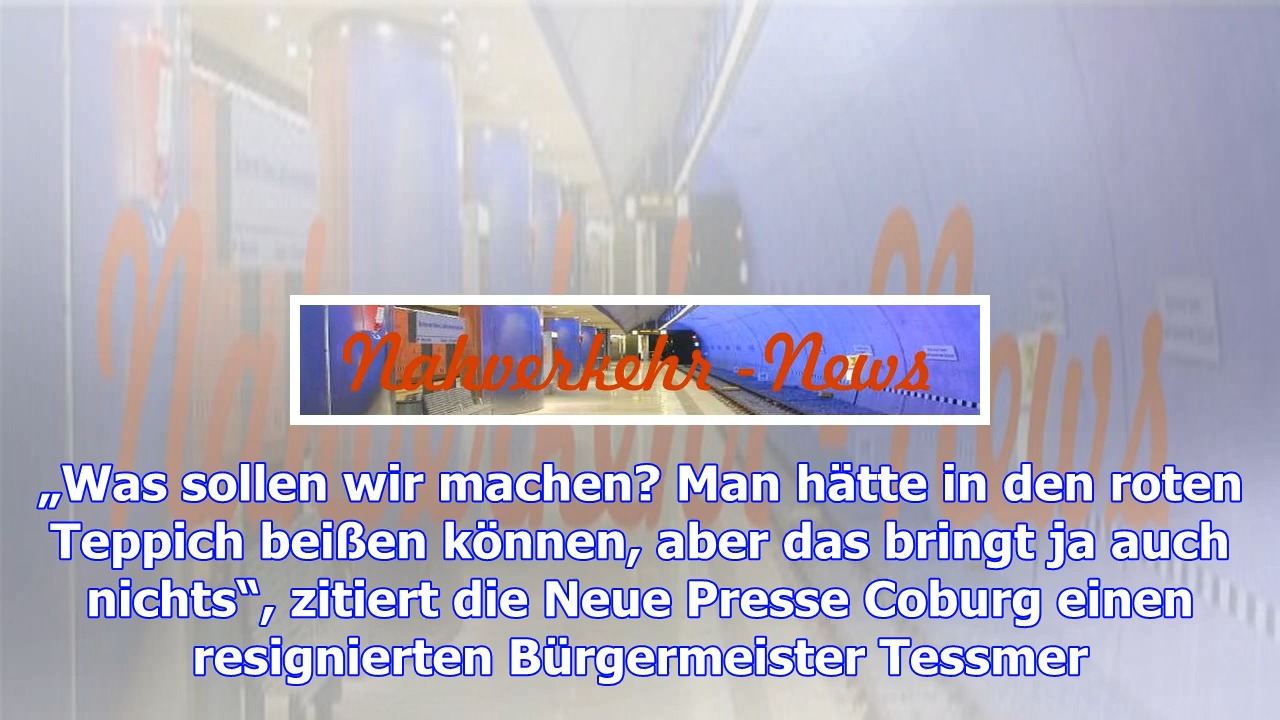 Nahverkehr - News
„Was sollen wir machen? Man hätte in den roten
Teppich beißen können, aber das bringt ja auch
nichts“, zitiert die Neue Presse Coburg einen
resignierten Bürgermeister Tessmer